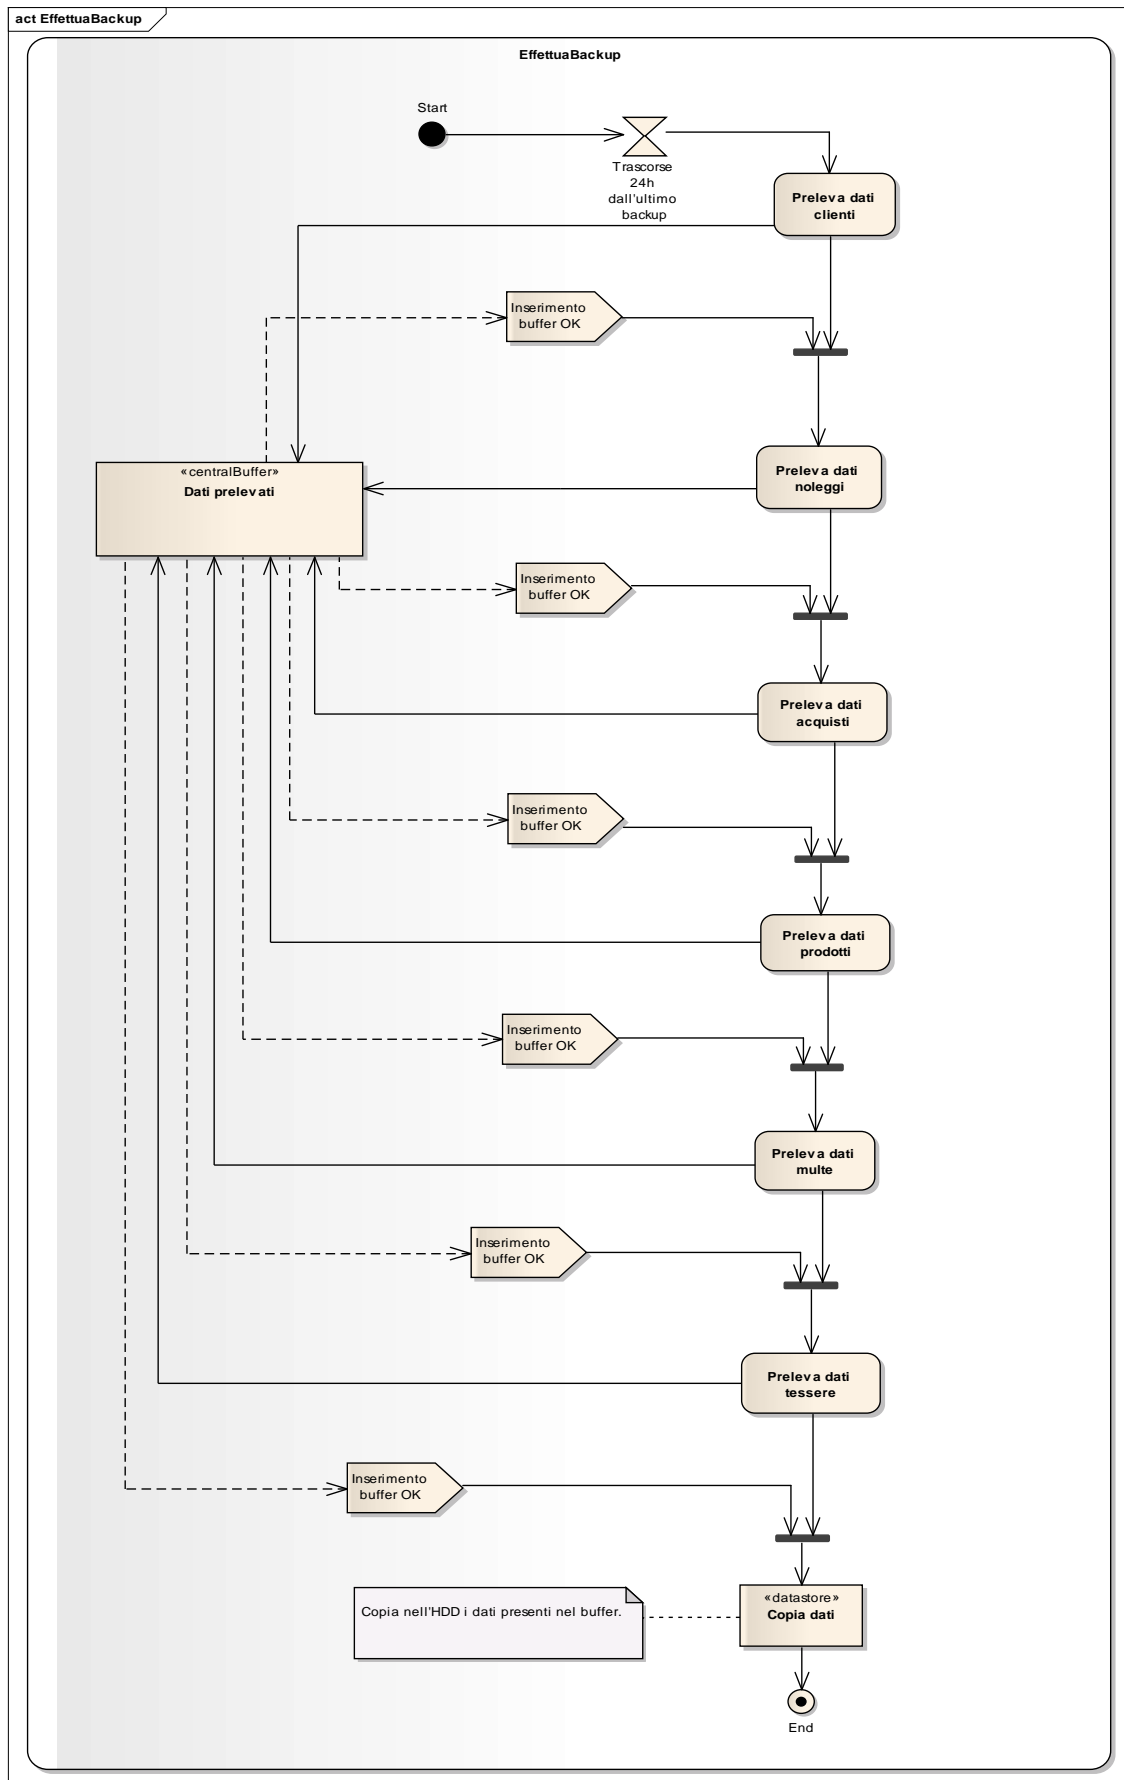 act EffettuaBackup
EffettuaBackup
Start
Trascorse
24h
dall'ultimo
backup
Preleva dati
clienti
Inserimento
buffer OK
«centralBuffer»
Dati prelevati
Preleva dati
noleggi
Inserimento
buffer OK
Preleva dati
acquisti
Inserimento
buffer OK
Preleva dati
prodotti
Inserimento
buffer OK
Preleva dati
multe
Inserimento
buffer OK
Preleva dati
tessere
Inserimento
buffer OK
«datastore»
Copia dati
Copia nell'HDD i dati presenti nel buffer.
End